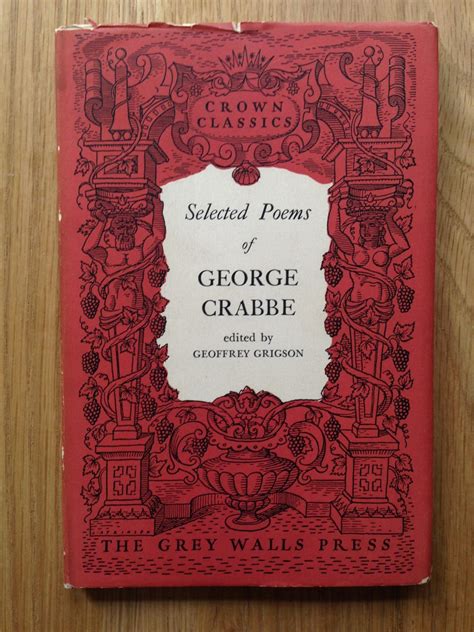 CROWN
CLASSICS
Selected Poems
of
GEORGE
CRABBE
edited by
GEOFFREY GRIGSON
THE GREY WALLS PRESS